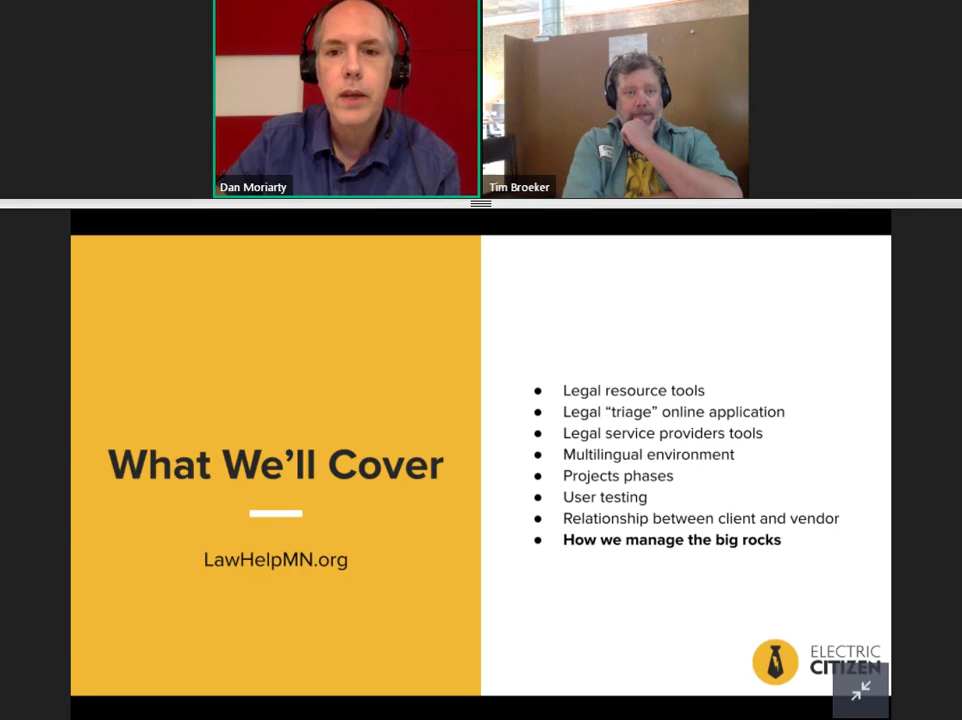 Dan Moriarty
Tim Broeker
What We'll Cover
LawHelpMN.org
● Legal resource tools
● Legal “triage” online application
● Legal service providers tools
● Multilingual environment
● Projects phases
● User testing
● Relationship between client and vendor
● How we manage the big rocks
ELECTRIC
CITIZEN